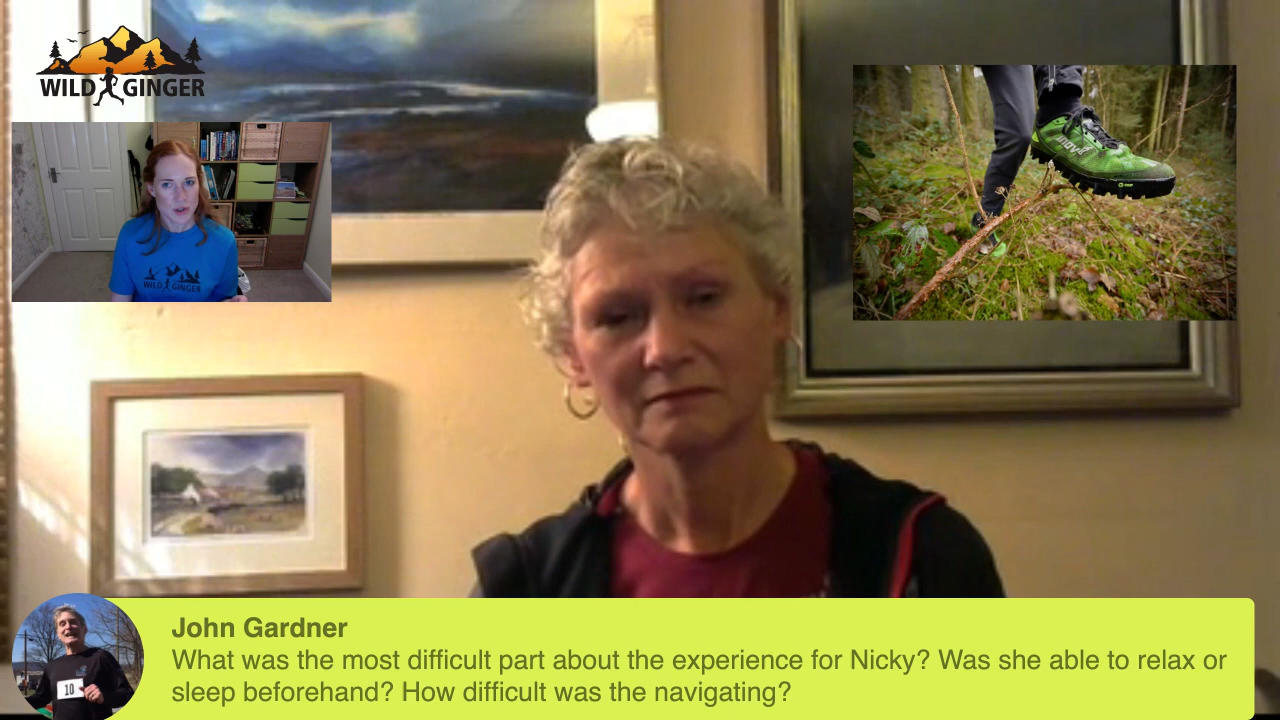 WILD GINGER
WILD GINGER
inov8
10
John Gardner
What was the most difficult part about the experience for Nicky? Was she able to relax or
sleep beforehand? How difficult was the navigating?